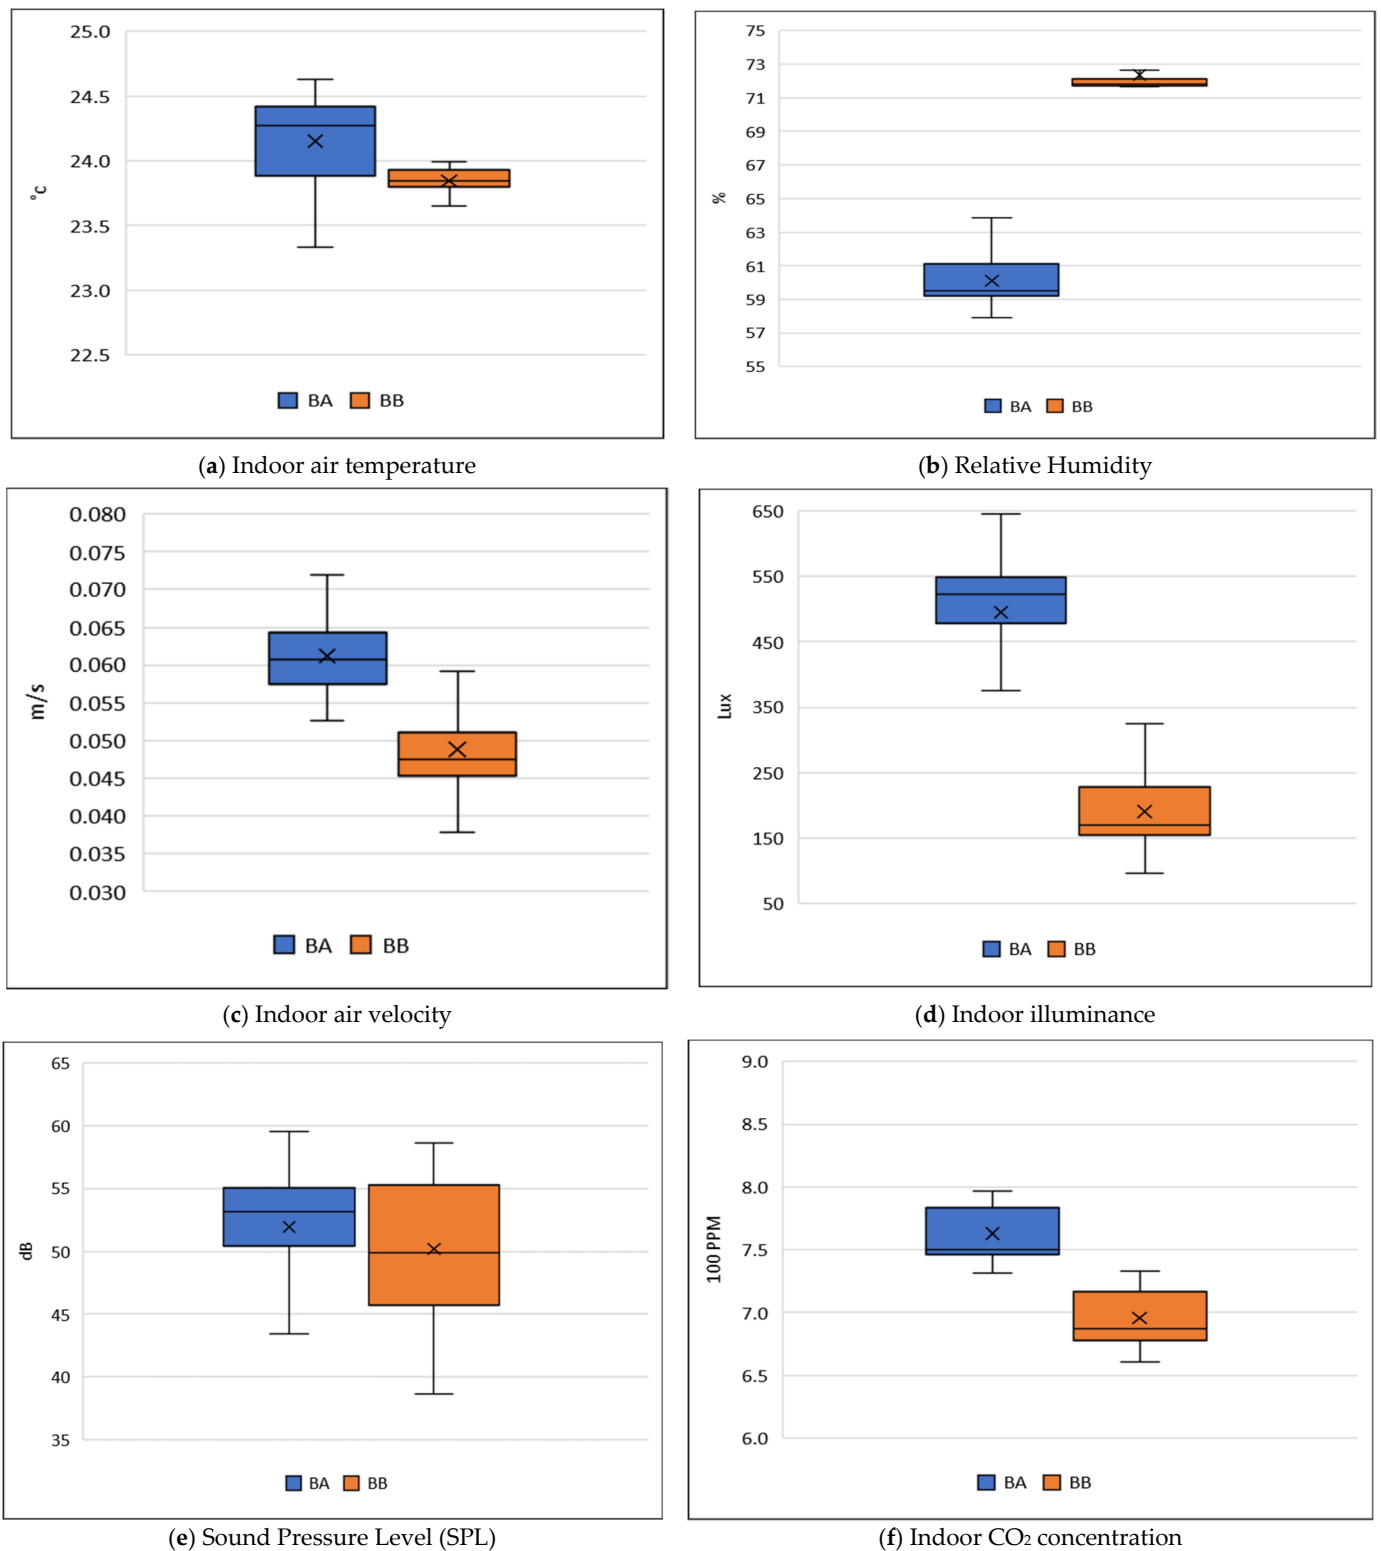 25.0
24.5
24.0
23.5
23.0
22.5
°C
BA BB
(a) Indoor air temperature
75
73
71
69
67
65
63
61
59
57
55
%
BA BB
(b) Relative Humidity
0.080
0.075
0.070
0.065
0.060
0.055
0.050
0.045
0.040
0.035
0.030
m/s
BA BB
(c) Indoor air velocity
650
550
450
350
250
150
50
Lux
BA BB
(d) Indoor illuminance
65
60
55
50
45
40
35
dB
BA BB
(e) Sound Pressure Level (SPL)
9.0
8.5
8.0
7.5
7.0
6.5
6.0
100 PPM
BA BB
(f) Indoor CO₂ concentration